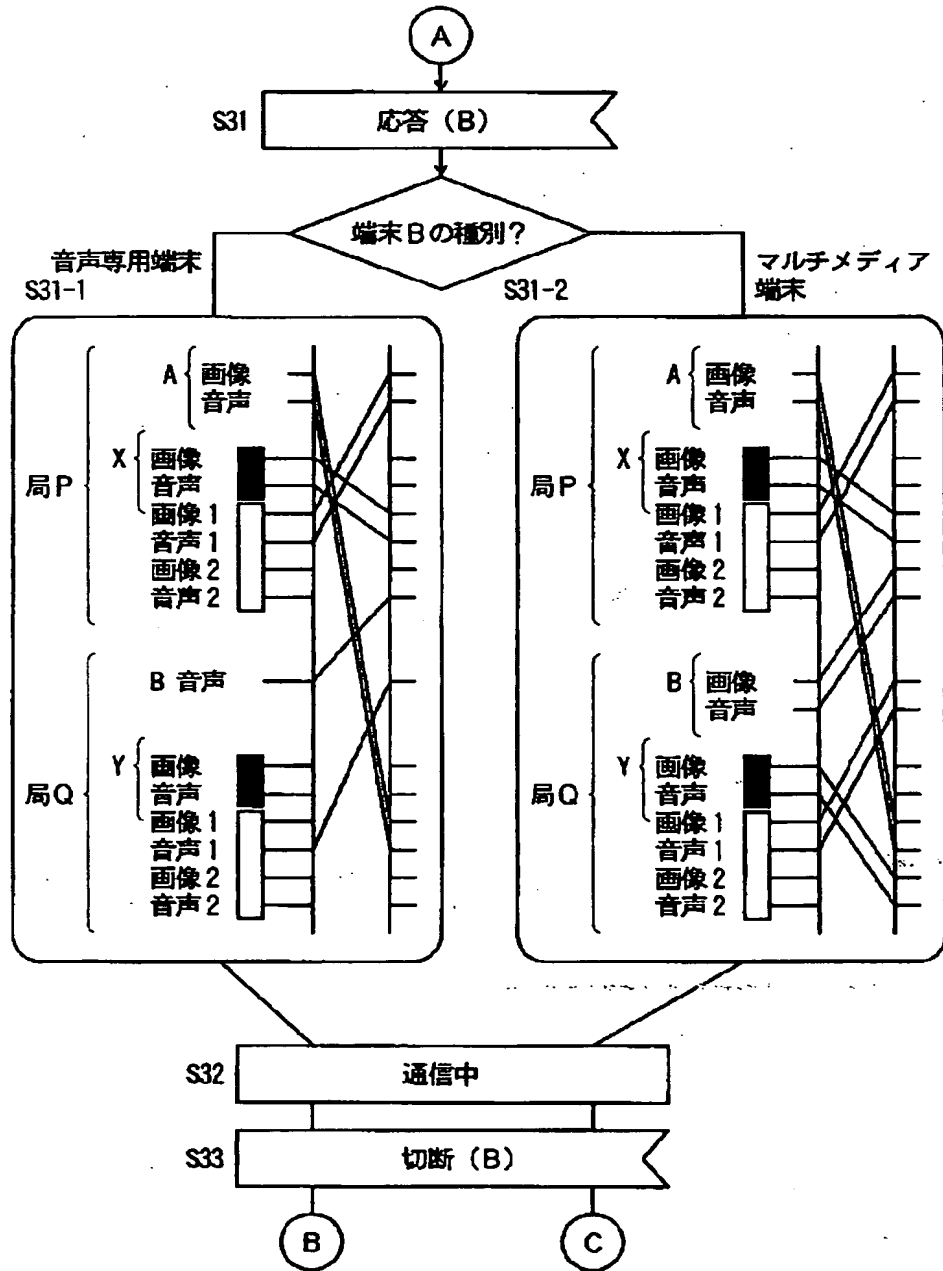 A
S31 応答（B）
端末Bの種別？
音声専用端末
マルチメディア
端末
S31-1
局P
A 画像
音声
X 画像
音声
画像1
音声1
画像2
音声2
局Q
B 音声
Y 画像
音声
画像1
音声1
画像2
音声2
S31-2
局P
A 画像
音声
X 画像
音声
画像1
音声1
画像2
音声2
局Q
B 画像
音声
Y 画像
音声
画像1
音声1
画像2
音声2
S32 通信中
S33 切断（B）
B
C